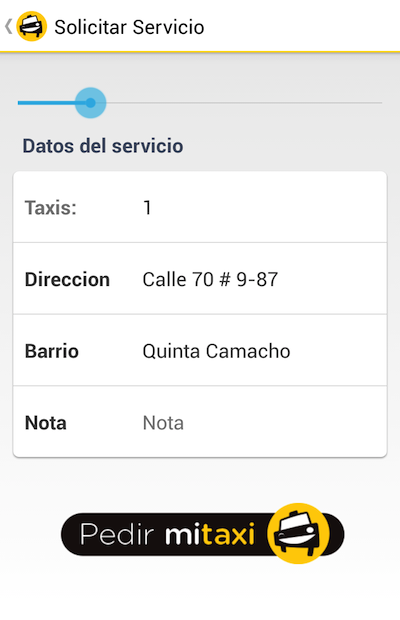 Solicitar Servicio
Datos del servicio
Taxis: 1
Direccion Calle 70 # 9-87
Barrio Quinta Camacho
Nota Nota
Pedir mitaxi